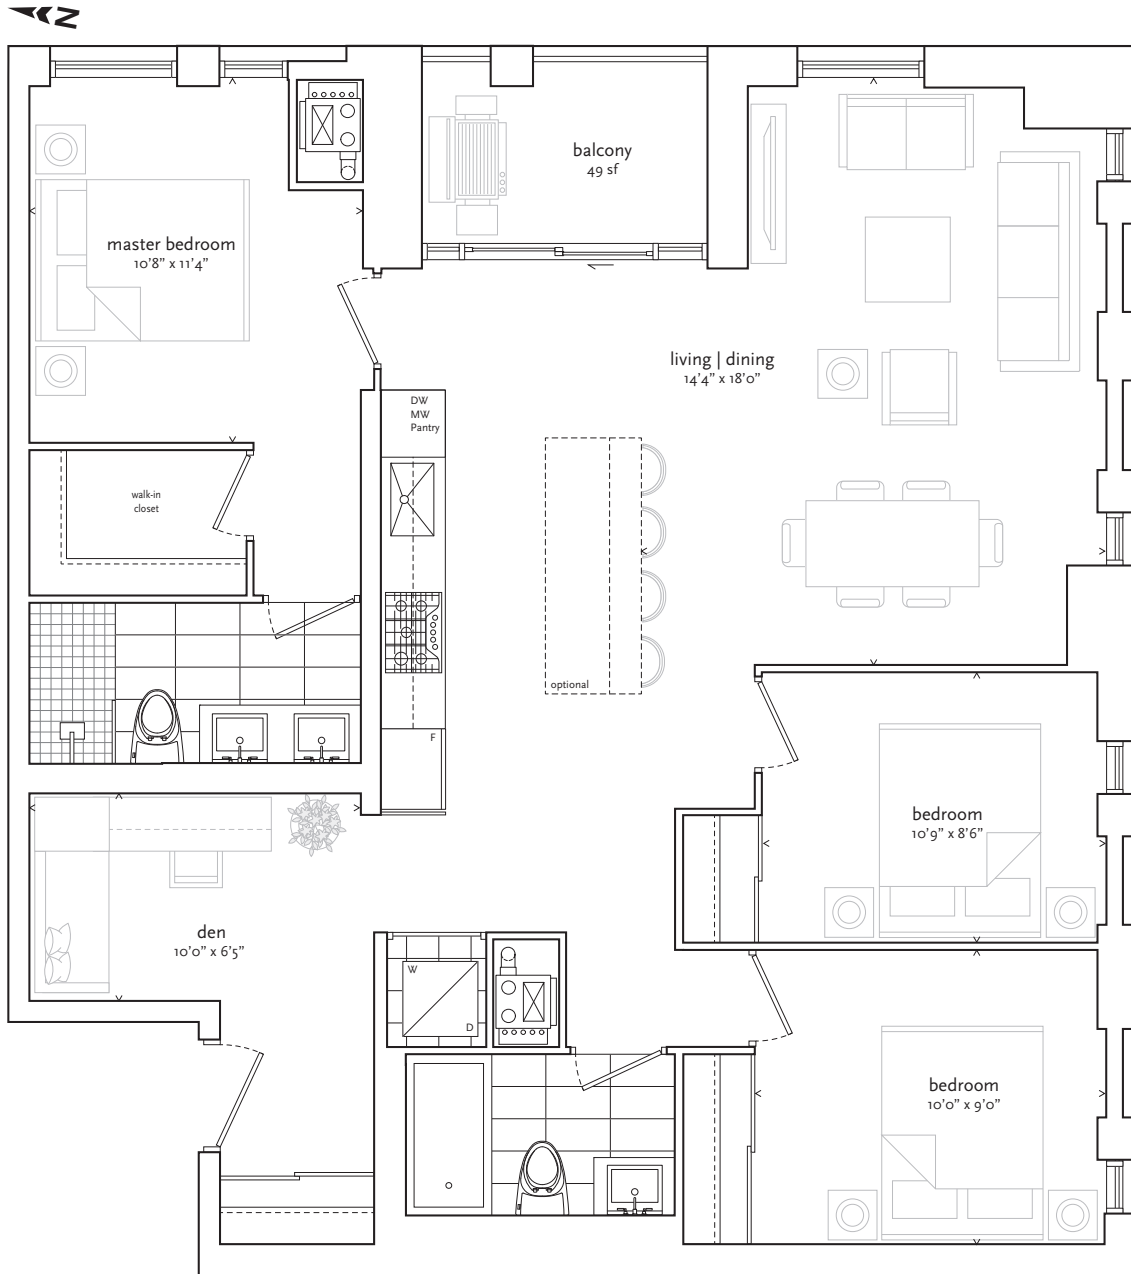 N
balcony
49 sf
master bedroom
10'8" x 11'4"
living | dining
14'4" x 18'0"
DW
MW
Pantry
walk-in
closet
optional
F
bedroom
10'9" x 8'6"
den
10'0" x 6'5"
W
D
bedroom
10'0" x 9'0"